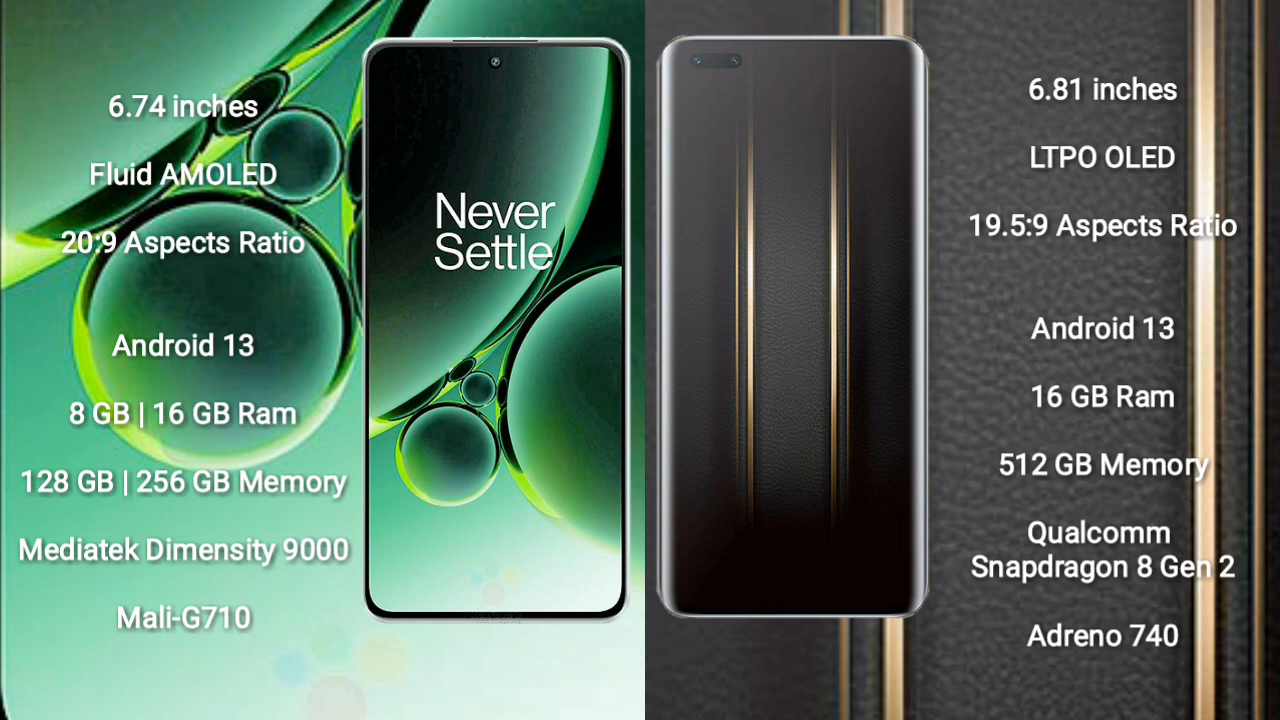 6.74 inches
Fluid AMOLED
20:9 Aspects Ratio
Android 13
8 GB | 16 GB Ram
128 GB | 256 GB Memory
Mediatek Dimensity 9000
Mali-G710
Never
Settle
6.81 inches
LTPO OLED
19.5:9 Aspects Ratio
Android 13
16 GB Ram
512 GB Memory
Qualcomm
Snapdragon 8 Gen 2
Adreno 740